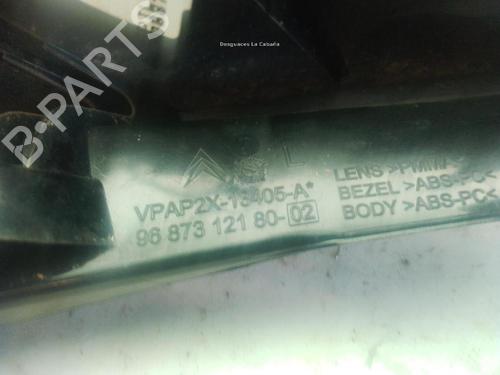 Desguaces La Cabaña
B-PARTS
L
VPAP2X-13405-A*
96 873 121 80-02
LENS >PMMA<
BEZEL >ABS-PC<
BODY >ABS-PC<